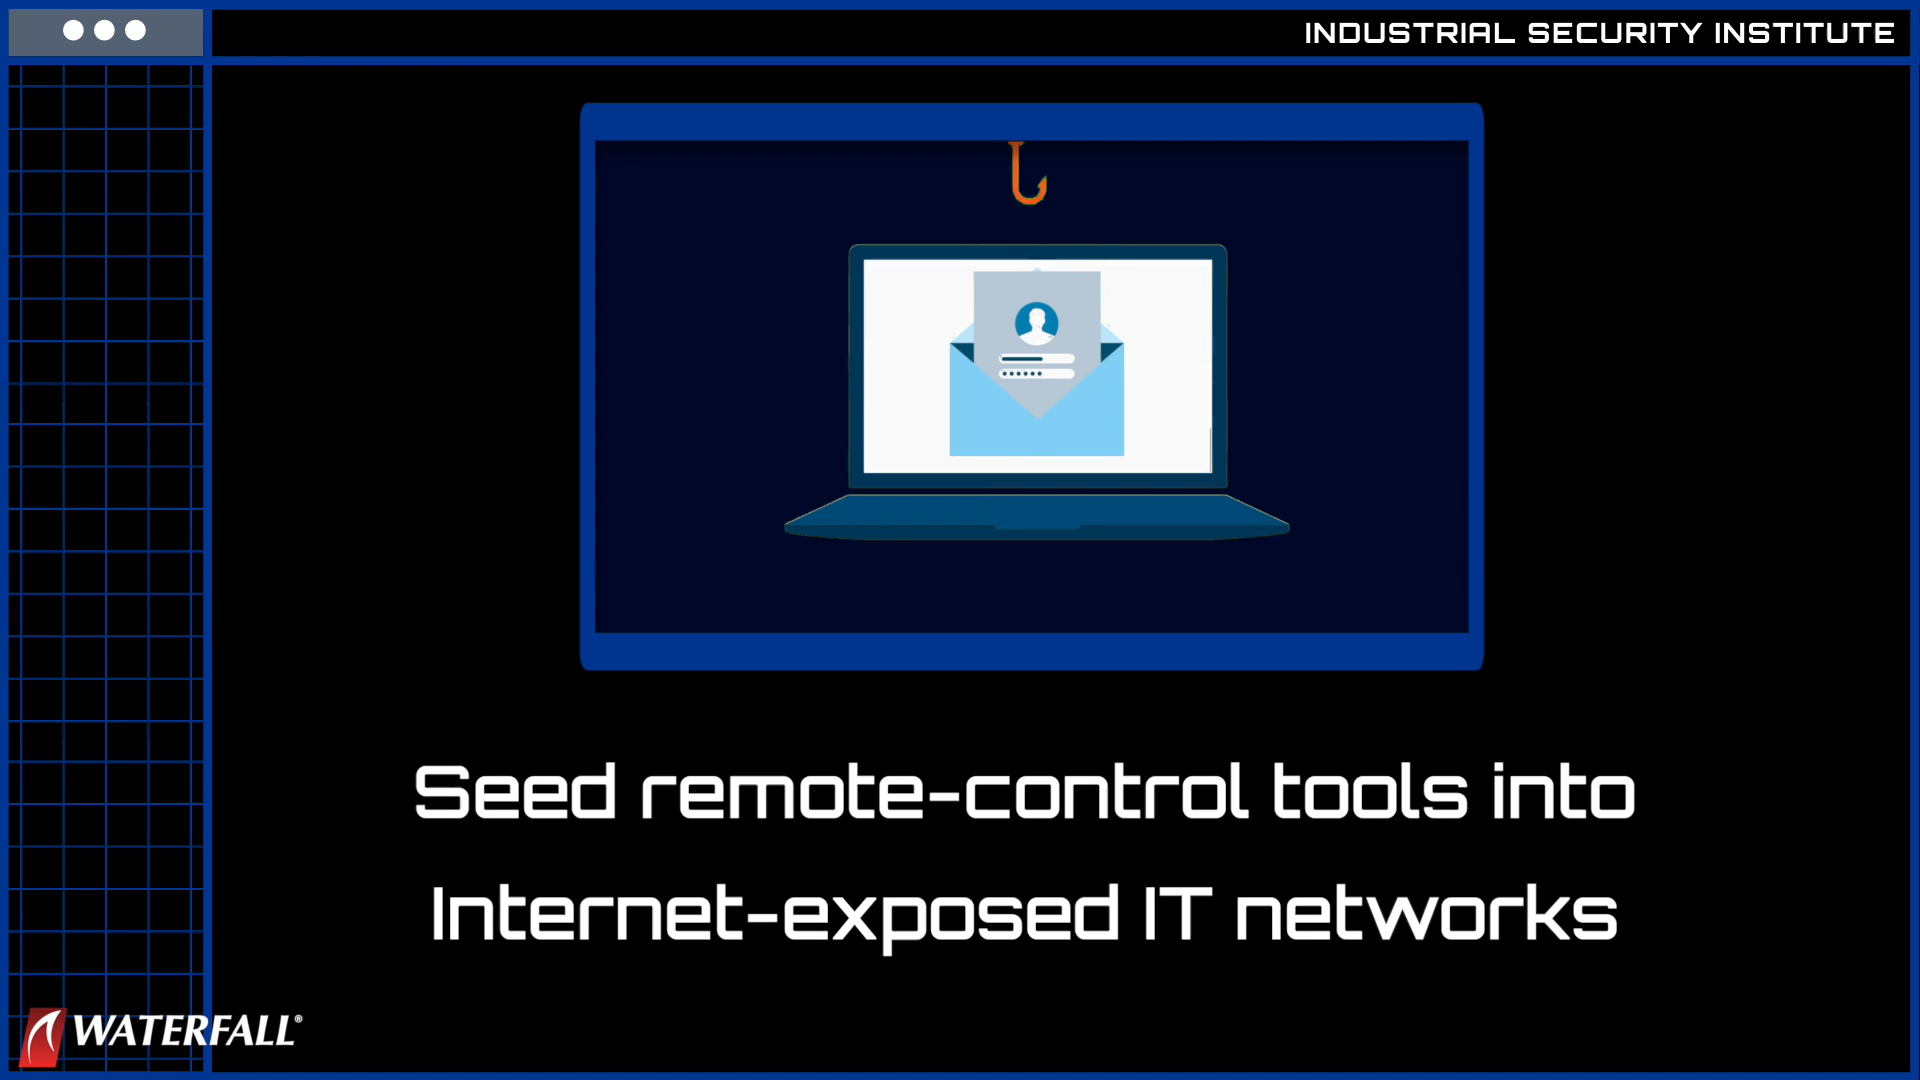 INDUSTRIAL SECURITY INSTITUTE
Seed remote-control tools into
Internet-exposed IT networks
WATERFALL®